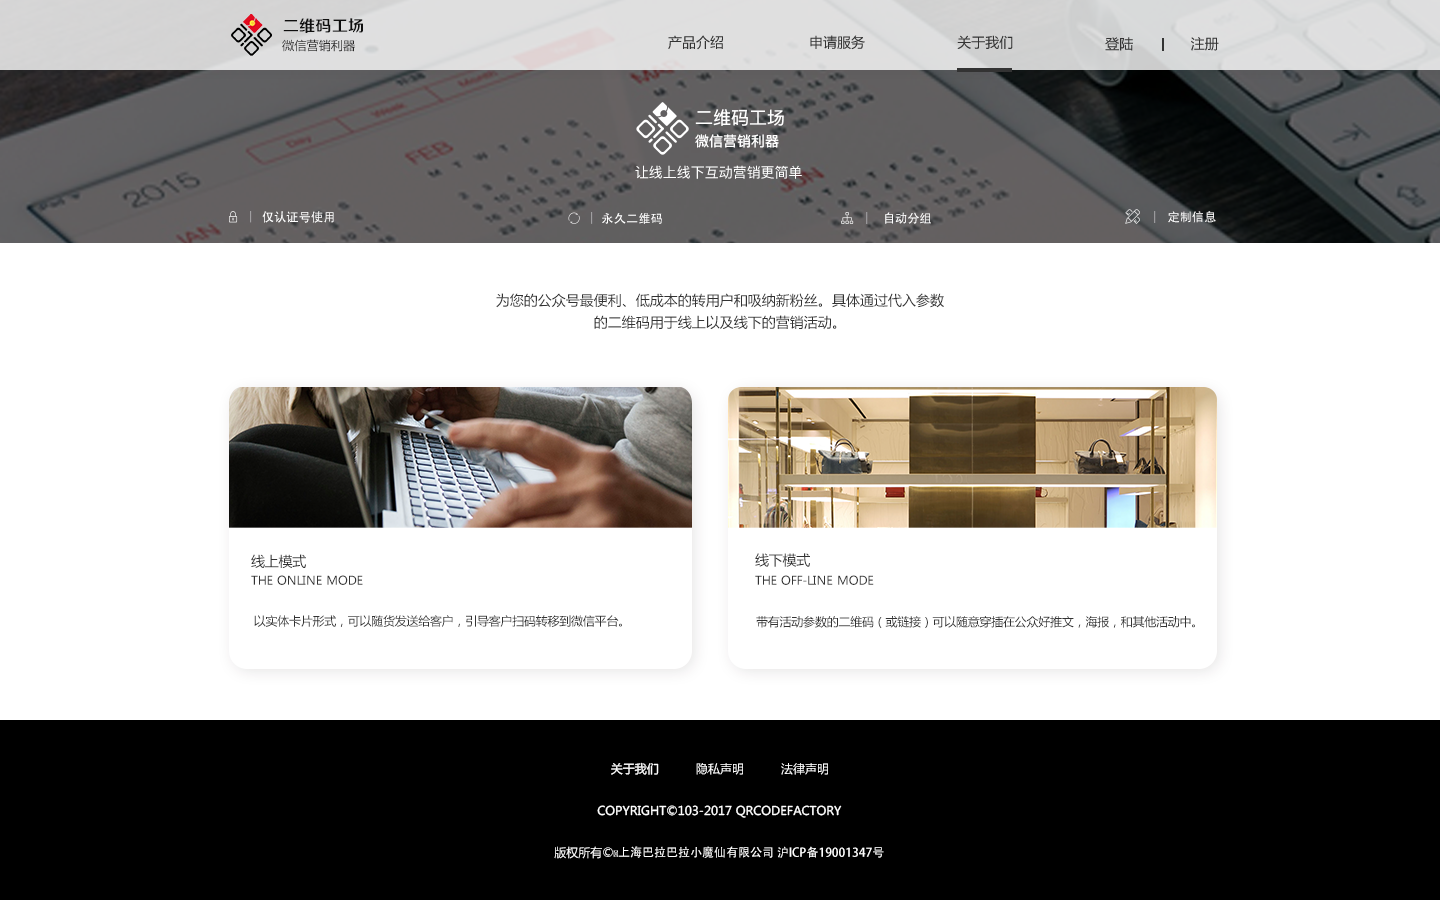 二维码工场
微信营销利器
产品介绍
申请服务
关于我们
登陆
注册
2015
Day
Week
Month
Year
FEB
MAR
JUN
二维码工场
微信营销利器
让线上线下互动营销更简单
仅认证号使用
永久二维码
自动分组
定制信息
为您的公众号最便利、低成本的转用户和吸纳新粉丝。具体通过代入参数
的二维码用于线上以及线下的营销活动。
线上模式
THE ONLINE MODE
以实体卡片形式，可以随货发送给客户，引导客户扫码转移到微信平台。
线下模式
THE OFF-LINE MODE
带有活动参数的二维码（或链接）可以随意穿插在公众好推文，海报，和其他活动中。
关于我们 隐私声明 法律声明
COPYRIGHT©103-2017 QRCODEFACTORY
版权所有©上海巴拉巴拉小魔仙有限公司 沪ICP备19001347号